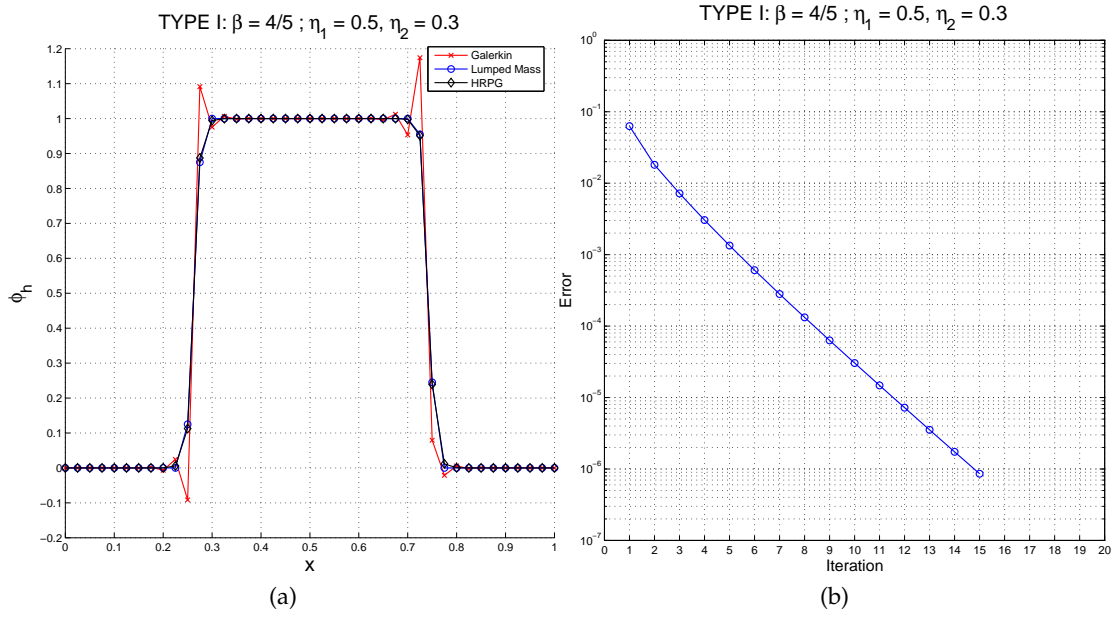 TYPE I: β = 4/5 ; η1 = 0.5, η2 = 0.3
1.2
1.1
1
0.9
0.8
0.7
0.6
0.5
0.4
0.3
0.2
0.1
0
-0.1
-0.2
ϕh
Galerkin
Lumped Mass
HRPG
0 0.1 0.2 0.3 0.4 0.5 0.6 0.7 0.8 0.9 1
x
(a)
TYPE I: β = 4/5 ; η1 = 0.5, η2 = 0.3
10^0
10^-1
10^-2
10^-3
10^-4
10^-5
10^-6
10^-7
Error
0 1 2 3 4 5 6 7 8 9 10 11 12 13 14 15 16 17 18 19 20
Iteration
(b)